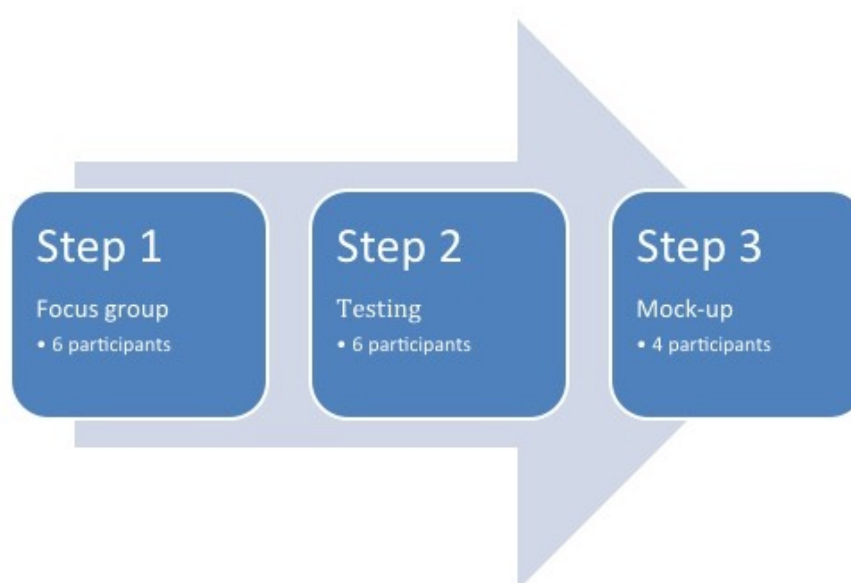 Step 1
Focus group
• 6 participants
Step 2
Testing
• 6 participants
Step 3
Mock-up
• 4 participants